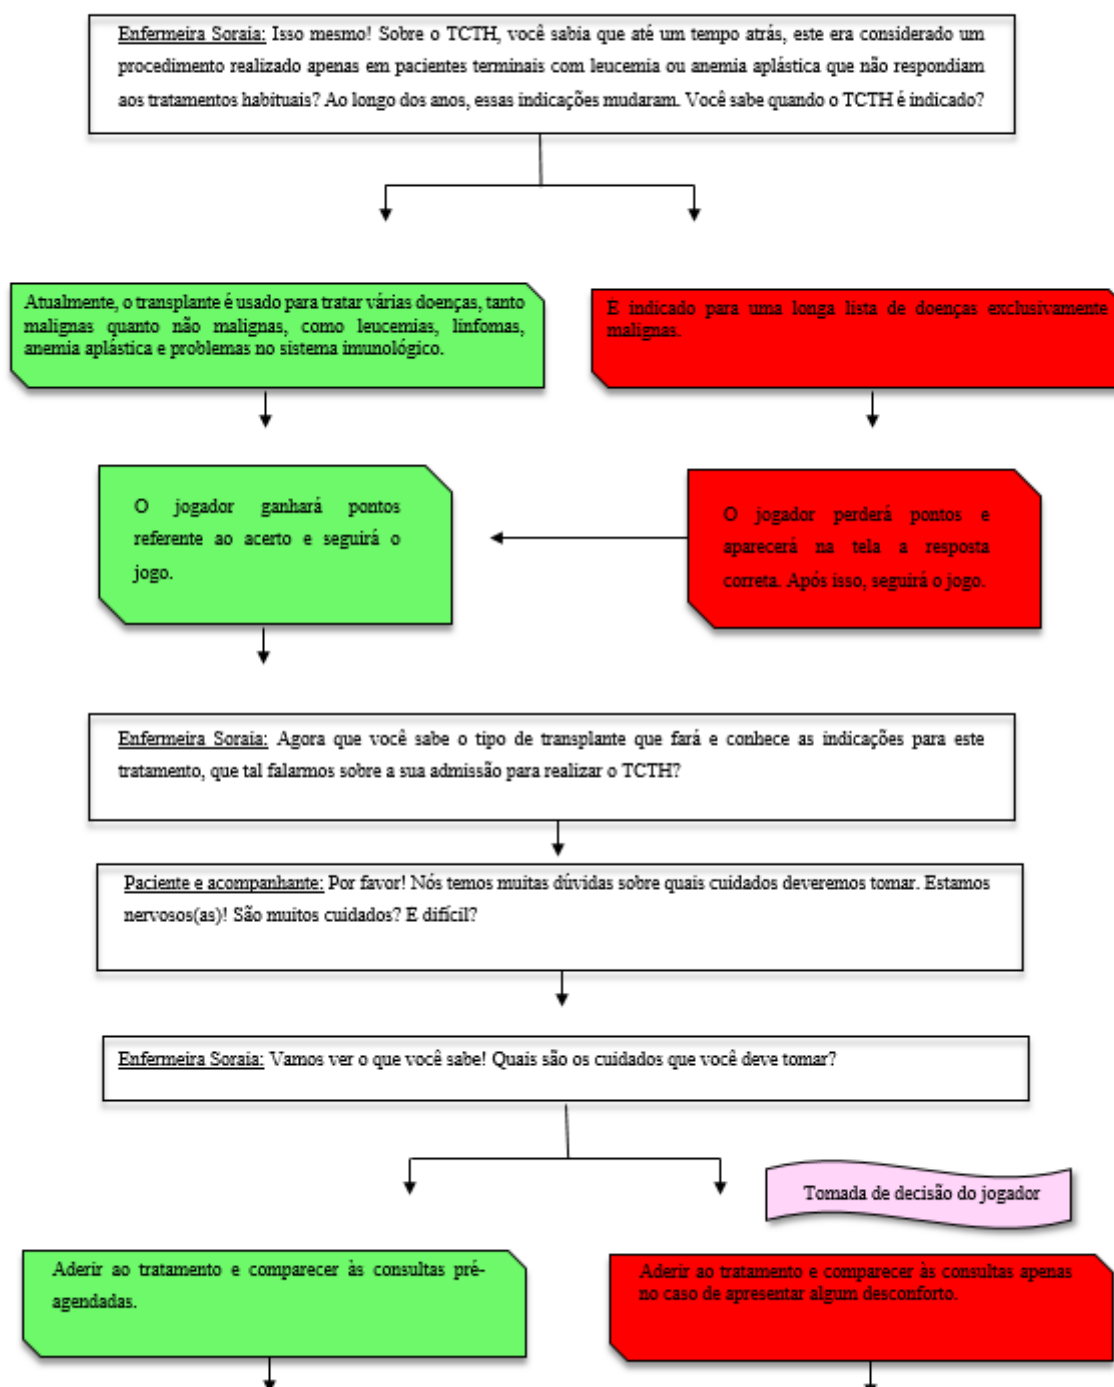 Enfermeira Soraia: Isso mesmo! Sobre o TCTH, você sabia que até um tempo atrás, este era considerado um
procedimento realizado apenas em pacientes terminais com leucemia ou anemia aplástica que não respondiam
aos tratamentos habituais? Ao longo dos anos, essas indicações mudaram. Você sabe quando o TCTH é indicado?
Atualmente, o transplante é usado para tratar várias doenças, tanto
malignas quanto não malignas, como leucemias, linfomas,
anemia aplástica e problemas no sistema imunológico.
E indicado para uma longa lista de doenças exclusivamente
malignas.
O jogador ganhará pontos
referente ao acerto e seguirá o
jogo.
O jogador perderá pontos e
aparecerá na tela a resposta
correta. Após isso, seguirá o jogo.
Enfermeira Soraia: Agora que você sabe o tipo de transplante que fará e conhece as indicações para este
tratamento, que tal falarmos sobre a sua admissão para realizar o TCTH?
Paciente e acompanhante: Por favor! Nós temos muitas dúvidas sobre quais cuidados deveremos tomar. Estamos
nervosos(as)! São muitos cuidados? E difícil?
Enfermeira Soraia: Vamos ver o que você sabe! Quais são os cuidados que você deve tomar?
Tomada de decisão do jogador
Aderir ao tratamento e comparecer às consultas pré-
agendadas.
Aderir ao tratamento e comparecer às consultas apenas
no caso de apresentar algum desconforto.